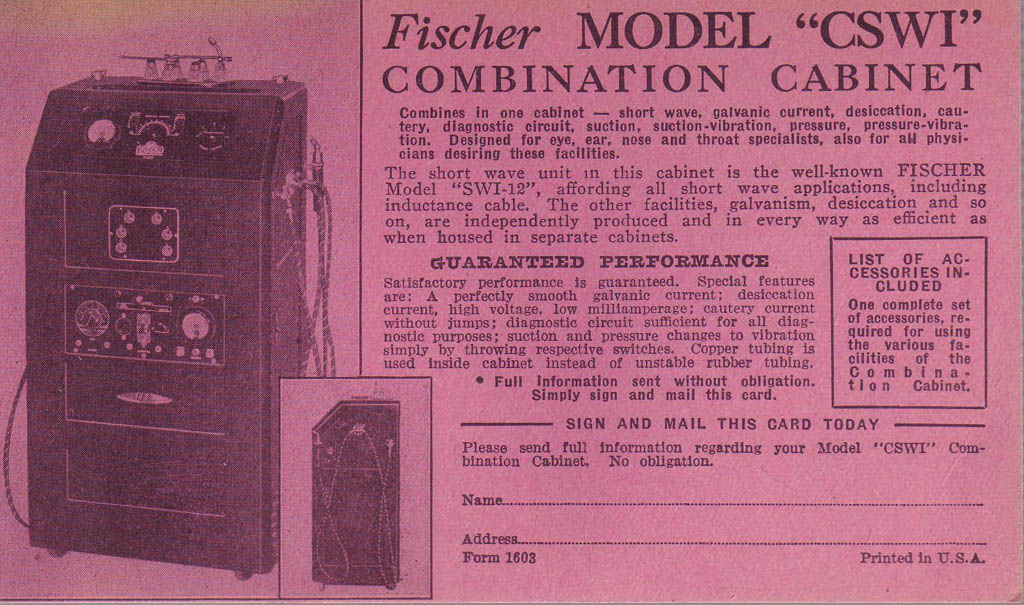 Fischer MODEL "CSWI"
COMBINATION CABINET
Combines in one cabinet — short wave, galvanic current, desiccation, cau-
tery, diagnostic circuit, suction, suction-vibration, pressure, pressure-vibra-
tion. Designed for eye, ear, nose and throat specialists, also for all physi-
cians desiring these facilities.
The short wave unit in this cabinet is the well-known FISCHER
Model "SWI-12", affording all short wave applications, including
inductance cable. The other facilities, galvanism, desiccation and so
on, are independently produced and in every way as efficient as
when housed in separate cabinets.
GUARANTEED PERFORMANCE
Satisfactory performance is guaranteed. Special features
are: A perfectly smooth galvanic current; desiccation
current, high voltage, low milliamperage; cautery current
without jumps; diagnostic circuit sufficient for all diag-
nostic purposes; suction and pressure changes to vibration
simply by throwing respective switches. Copper tubing is
used inside cabinet instead of unstable rubber tubing.
• Full information sent without obligation.
Simply sign and mail this card.
LIST OF AC-
CESSORIES IN-
CLUDED
One complete set
of accessories, re-
quired for using
the various fa-
cilities of the
Combina-
tion Cabinet.
SIGN AND MAIL THIS CARD TODAY
Please send full information regarding your Model "CSWI" Com-
bination Cabinet. No obligation.
Name
Address
Form 1603
Printed in U.S.A.